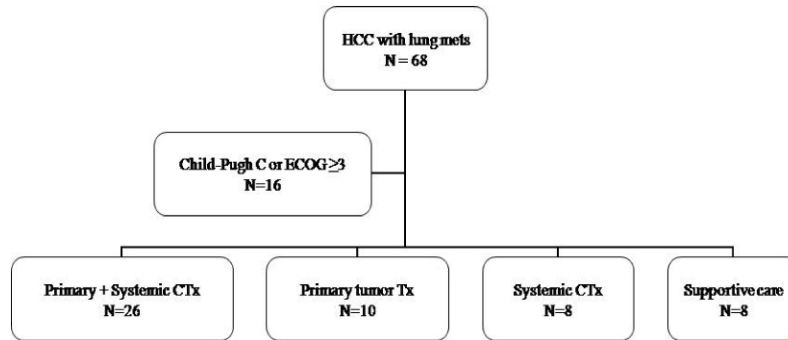 HCC with lung mets
N = 68
Child-Pugh C or ECOG ≥3
N=16
Primary + Systemic CTx
N=26
Primary tumor Tx
N=10
Systemic CTx
N=8
Supportive care
N=8